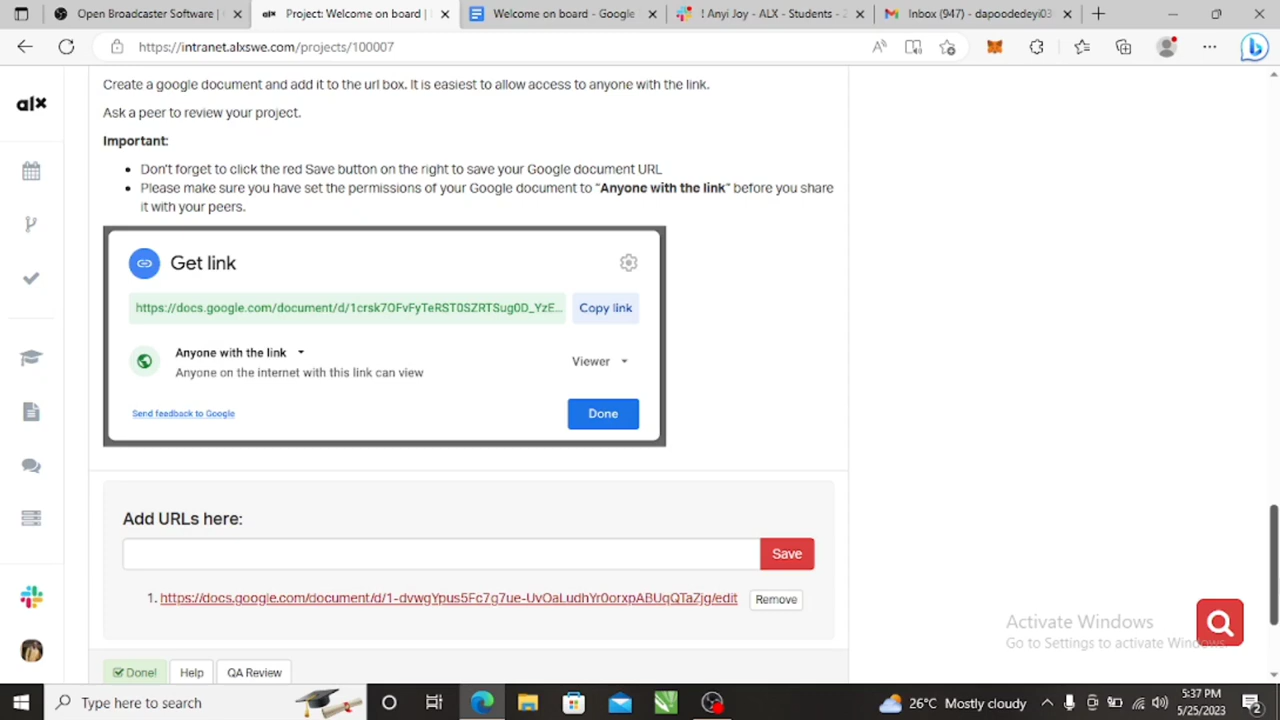 Open Broadcaster Software |
Project: Welcome on board |
Welcome on board - Google
! Anyi Joy - ALX - Students - 2
Inbox (947) - dapoodedeyi03
https://intranet.alxswe.com/projects/100007
alx
Create a google document and add it to the url box. It is easiest to allow access to anyone with the link.
Ask a peer to review your project.
Important:
Don't forget to click the red Save button on the right to save your Google document URL
Please make sure you have set the permissions of your Google document to "Anyone with the link" before you share
it with your peers.
Get link
https://docs.google.com/document/d/1crsk7OFvFyTeRST0SZRTSug0D_YzE...
Copy link
Anyone with the link
Anyone on the internet with this link can view
Viewer
Send feedback to Google
Done
Add URLs here:
Save
1. https://docs.google.com/document/d/1-dvwgYpus5Fc7g7ue-UvOaLudhYr0orxpABUqQTaZjg/edit
Remove
Activate Windows
Go to Settings to activate Windows.
Done!
Help
QA Review
Type here to search
26°C Mostly cloudy
5:37 PM
5/25/2023
2